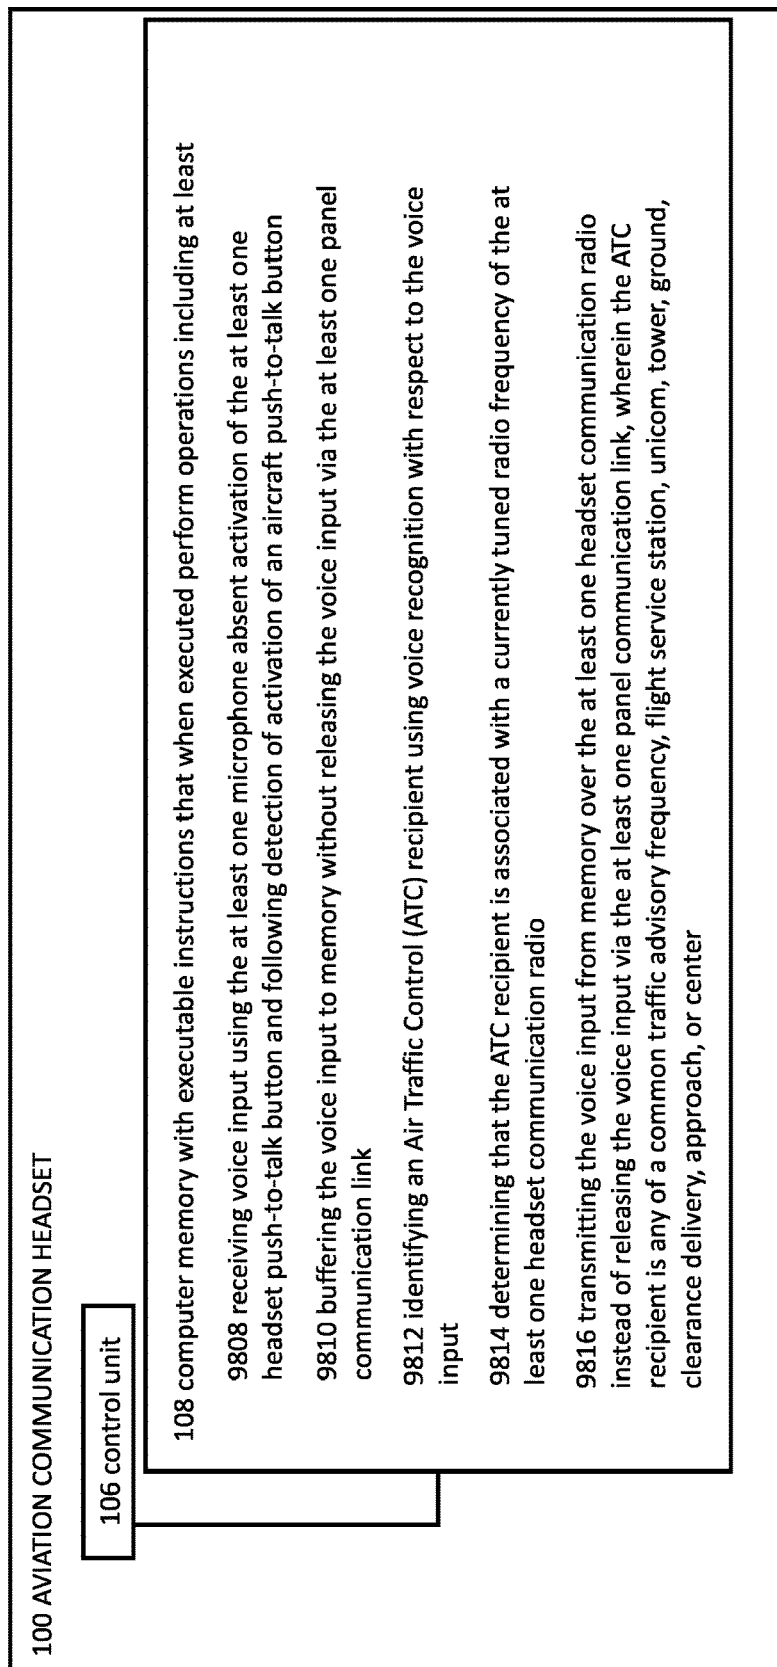 100 AVIATION COMMUNICATION HEADSET
106 control unit
108 computer memory with executable instructions that when executed perform operations including at least
9808 receiving voice input using the at least one microphone absent activation of the at least one
headset push-to-talk button and following detection of activation of an aircraft push-to-talk button
9810 buffering the voice input to memory without releasing the voice input via the at least one panel
communication link
9812 identifying an Air Traffic Control (ATC) recipient using voice recognition with respect to the voice
input
9814 determining that the ATC recipient is associated with a currently tuned radio frequency of the at
least one headset communication radio
9816 transmitting the voice input from memory over the at least one headset communication radio
instead of releasing the voice input via the at least one panel communication link, wherein the ATC
recipient is any of a common traffic advisory frequency, flight service station, unicom, tower, ground,
clearance delivery, approach, or center